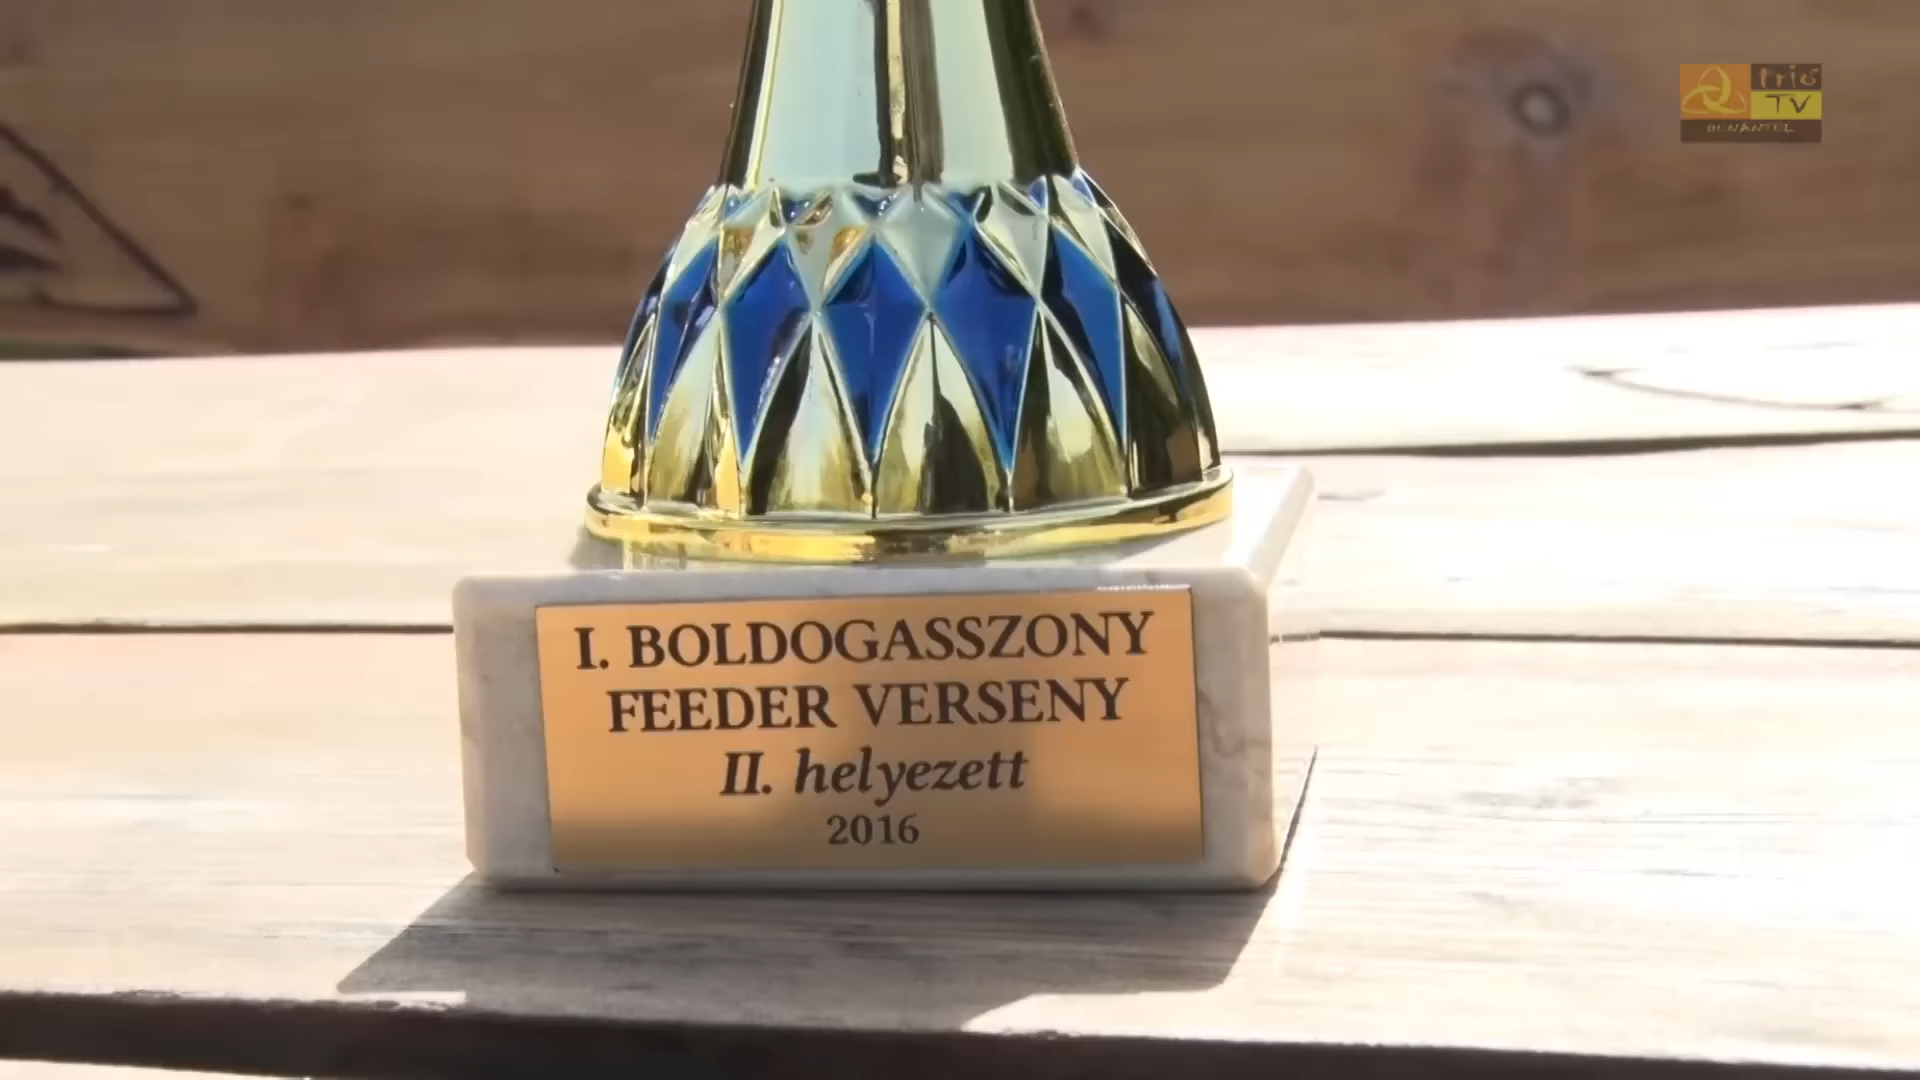 trió
TV
I. BOLDOGASSZONY
FEEDER VERSENY
II. helyezett
2016